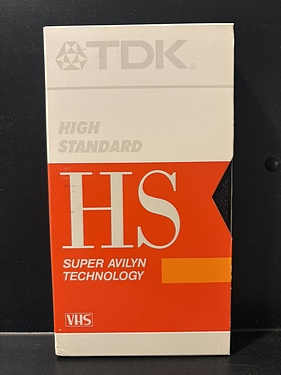 TDK®
HIGH
STANDARD
HS
SUPER AVILYN
TECHNOLOGY
VHS